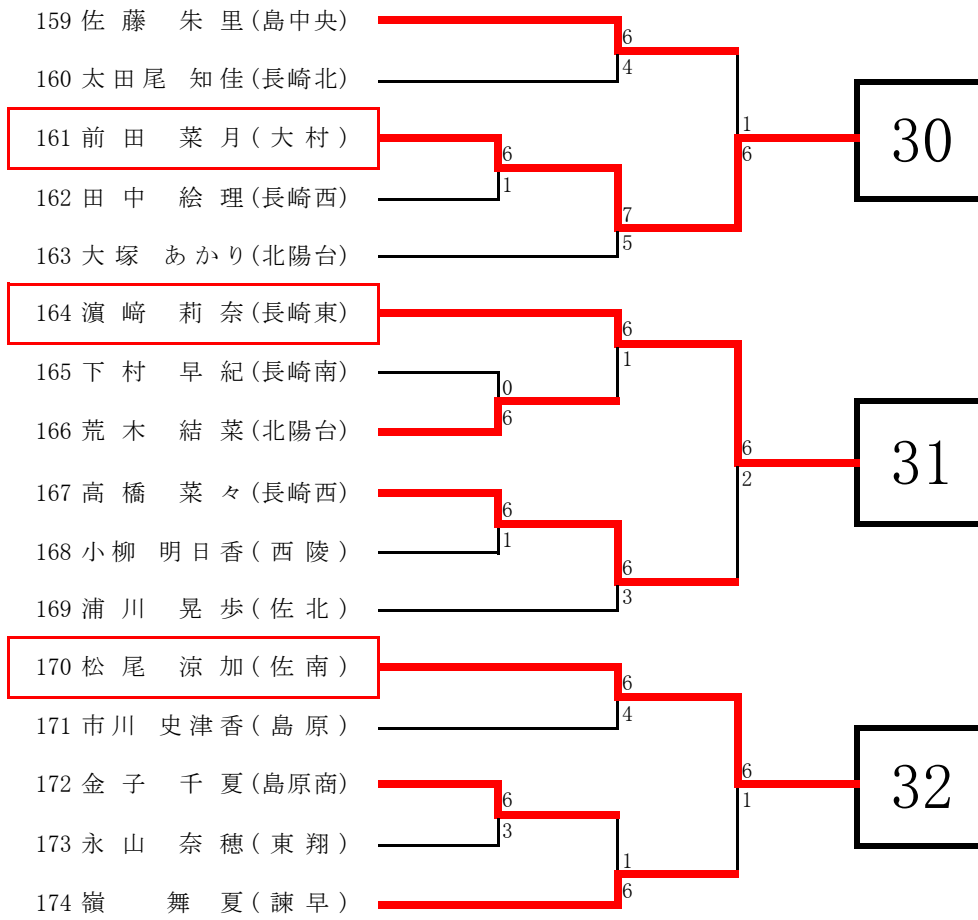 159 佐藤 朱里(島中央)
6
4
160 太田尾 知佳(長崎北)
161 前田 菜月(大村)
6
1
162 田中 絵理(長崎西)
7
5
163 大塚 あかり(北陽台)
1
6
30
164 濵﨑 莉奈(長崎東)
6
1
165 下村 早紀(長崎南)
0
6
166 荒木 結菜(北陽台)
6
2
31
167 高橋 菜々(長崎西)
6
1
168 小柳 明日香(西陵)
6
3
169 浦川 晃歩(佐北)
170 松尾 涼加(佐南)
6
4
171 市川 史津香(島原)
6
1
32
172 金子 千夏(島原商)
6
3
173 永山 奈穂(東翔)
1
6
174 嶺 舞夏(諫早)